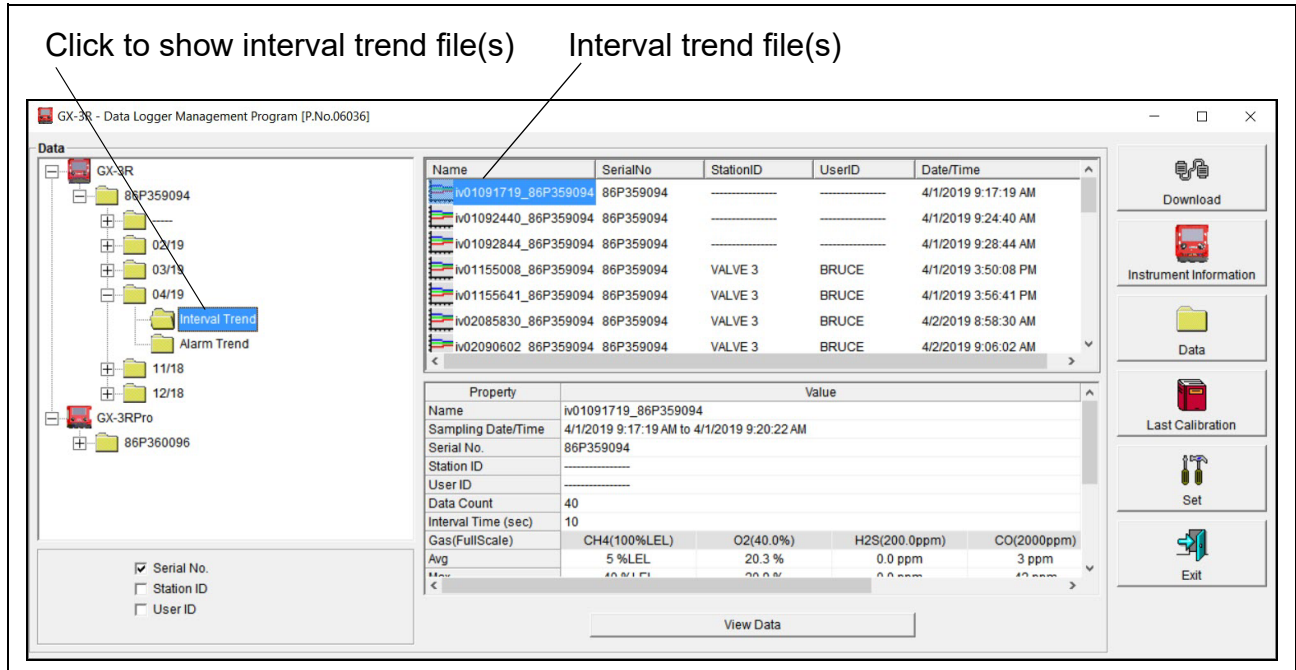 Click to show interval trend file(s) Interval trend file(s)
GX-3R - Data Logger Management Program [P.No.06036]
Data
GX-3R
86P359094
-----
02/19
03/19
04/19
Interval Trend
Alarm Trend
11/18
12/18
GX-3RPro
86P360096
Serial No.
Station ID
User ID
Name SerialNo StationID UserID Date/Time
iv01091719_86P359094 86P359094 ---------------- ---------------- 4/1/2019 9:17:19 AM
iv01092440_86P359094 86P359094 ---------------- ---------------- 4/1/2019 9:24:40 AM
iv01092844_86P359094 86P359094 ---------------- ---------------- 4/1/2019 9:28:44 AM
iv01155008_86P359094 86P359094 VALVE 3 BRUCE 4/1/2019 3:50:08 PM
iv01155641_86P359094 86P359094 VALVE 3 BRUCE 4/1/2019 3:56:41 PM
iv02085830_86P359094 86P359094 VALVE 3 BRUCE 4/2/2019 8:58:30 AM
iv02090602_86P359094 86P359094 VALVE 3 BRUCE 4/2/2019 9:06:02 AM
Property Value
Name iv01091719_86P359094
Sampling Date/Time 4/1/2019 9:17:19 AM to 4/1/2019 9:20:22 AM
Serial No. 86P359094
Station ID ----------------
User ID ----------------
Data Count 40
Interval Time (sec) 10
Gas(FullScale) CH4(100%LEL) O2(40.0%) H2S(200.0ppm) CO(2000ppm)
Avg 5 %LEL 20.3 % 0.0 ppm 3 ppm
View Data
Download
Instrument Information
Data
Last Calibration
Set
Exit